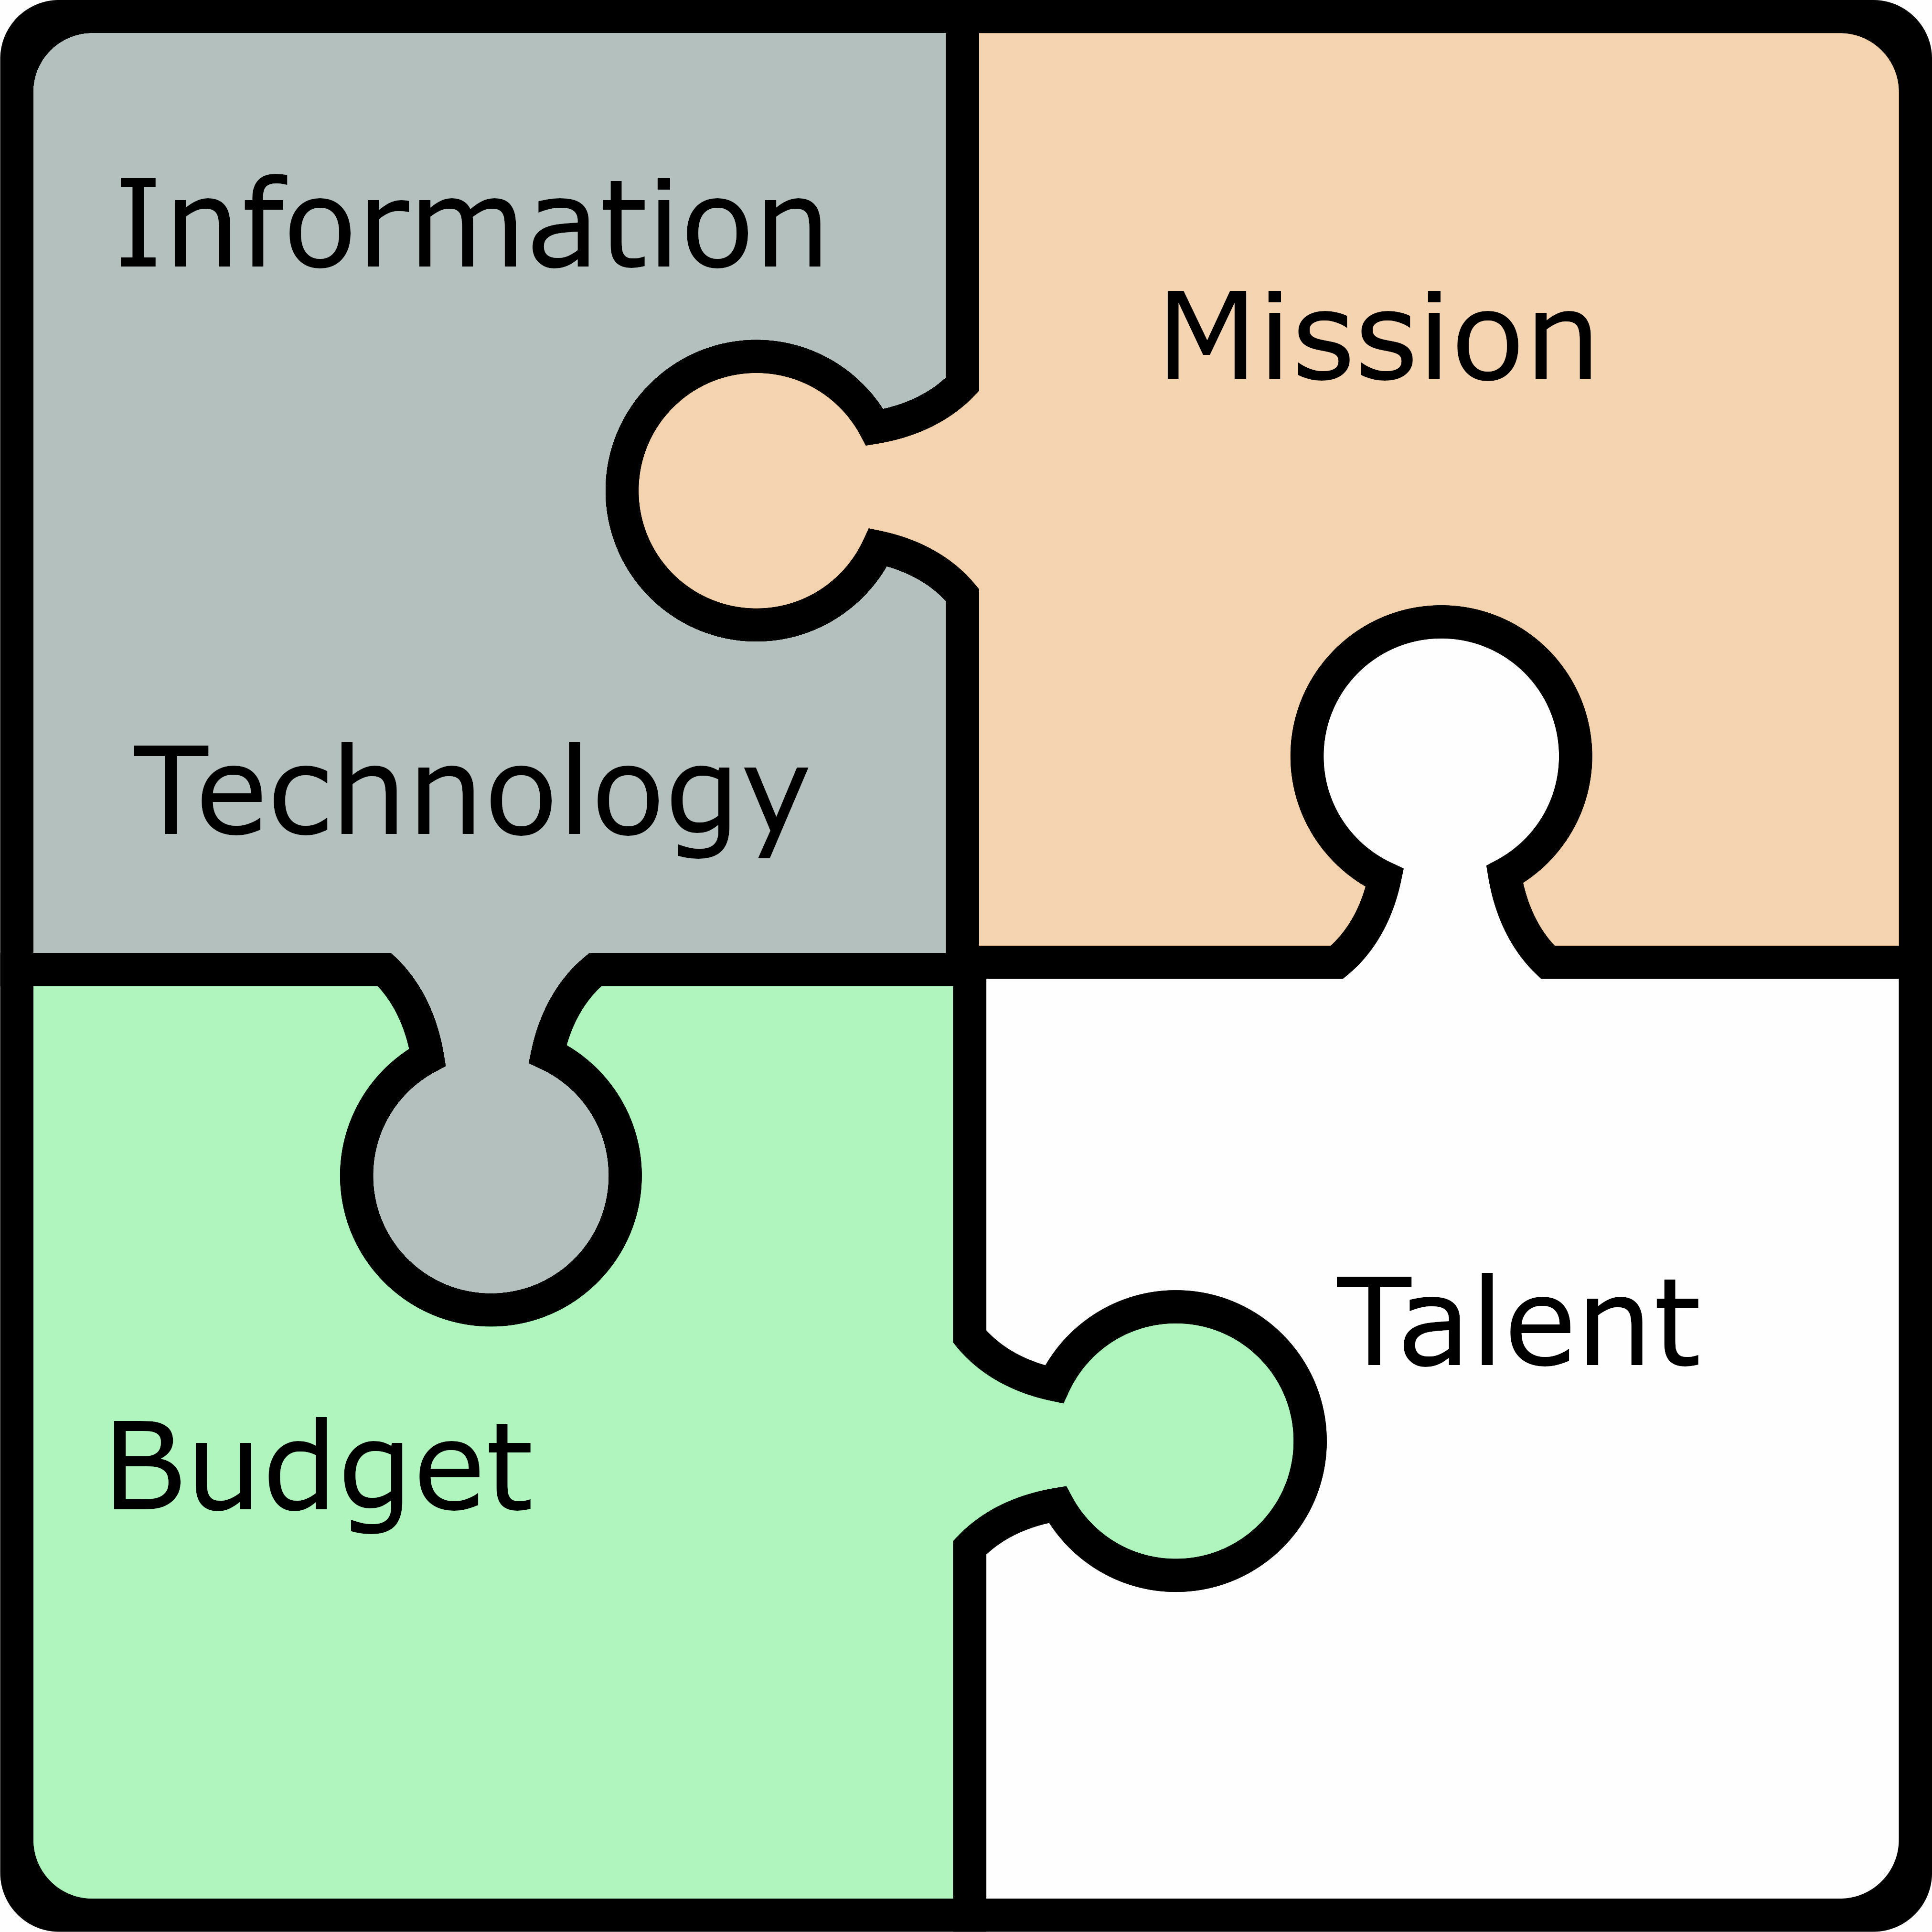 Information
Mission
Technology
Talent
Budget